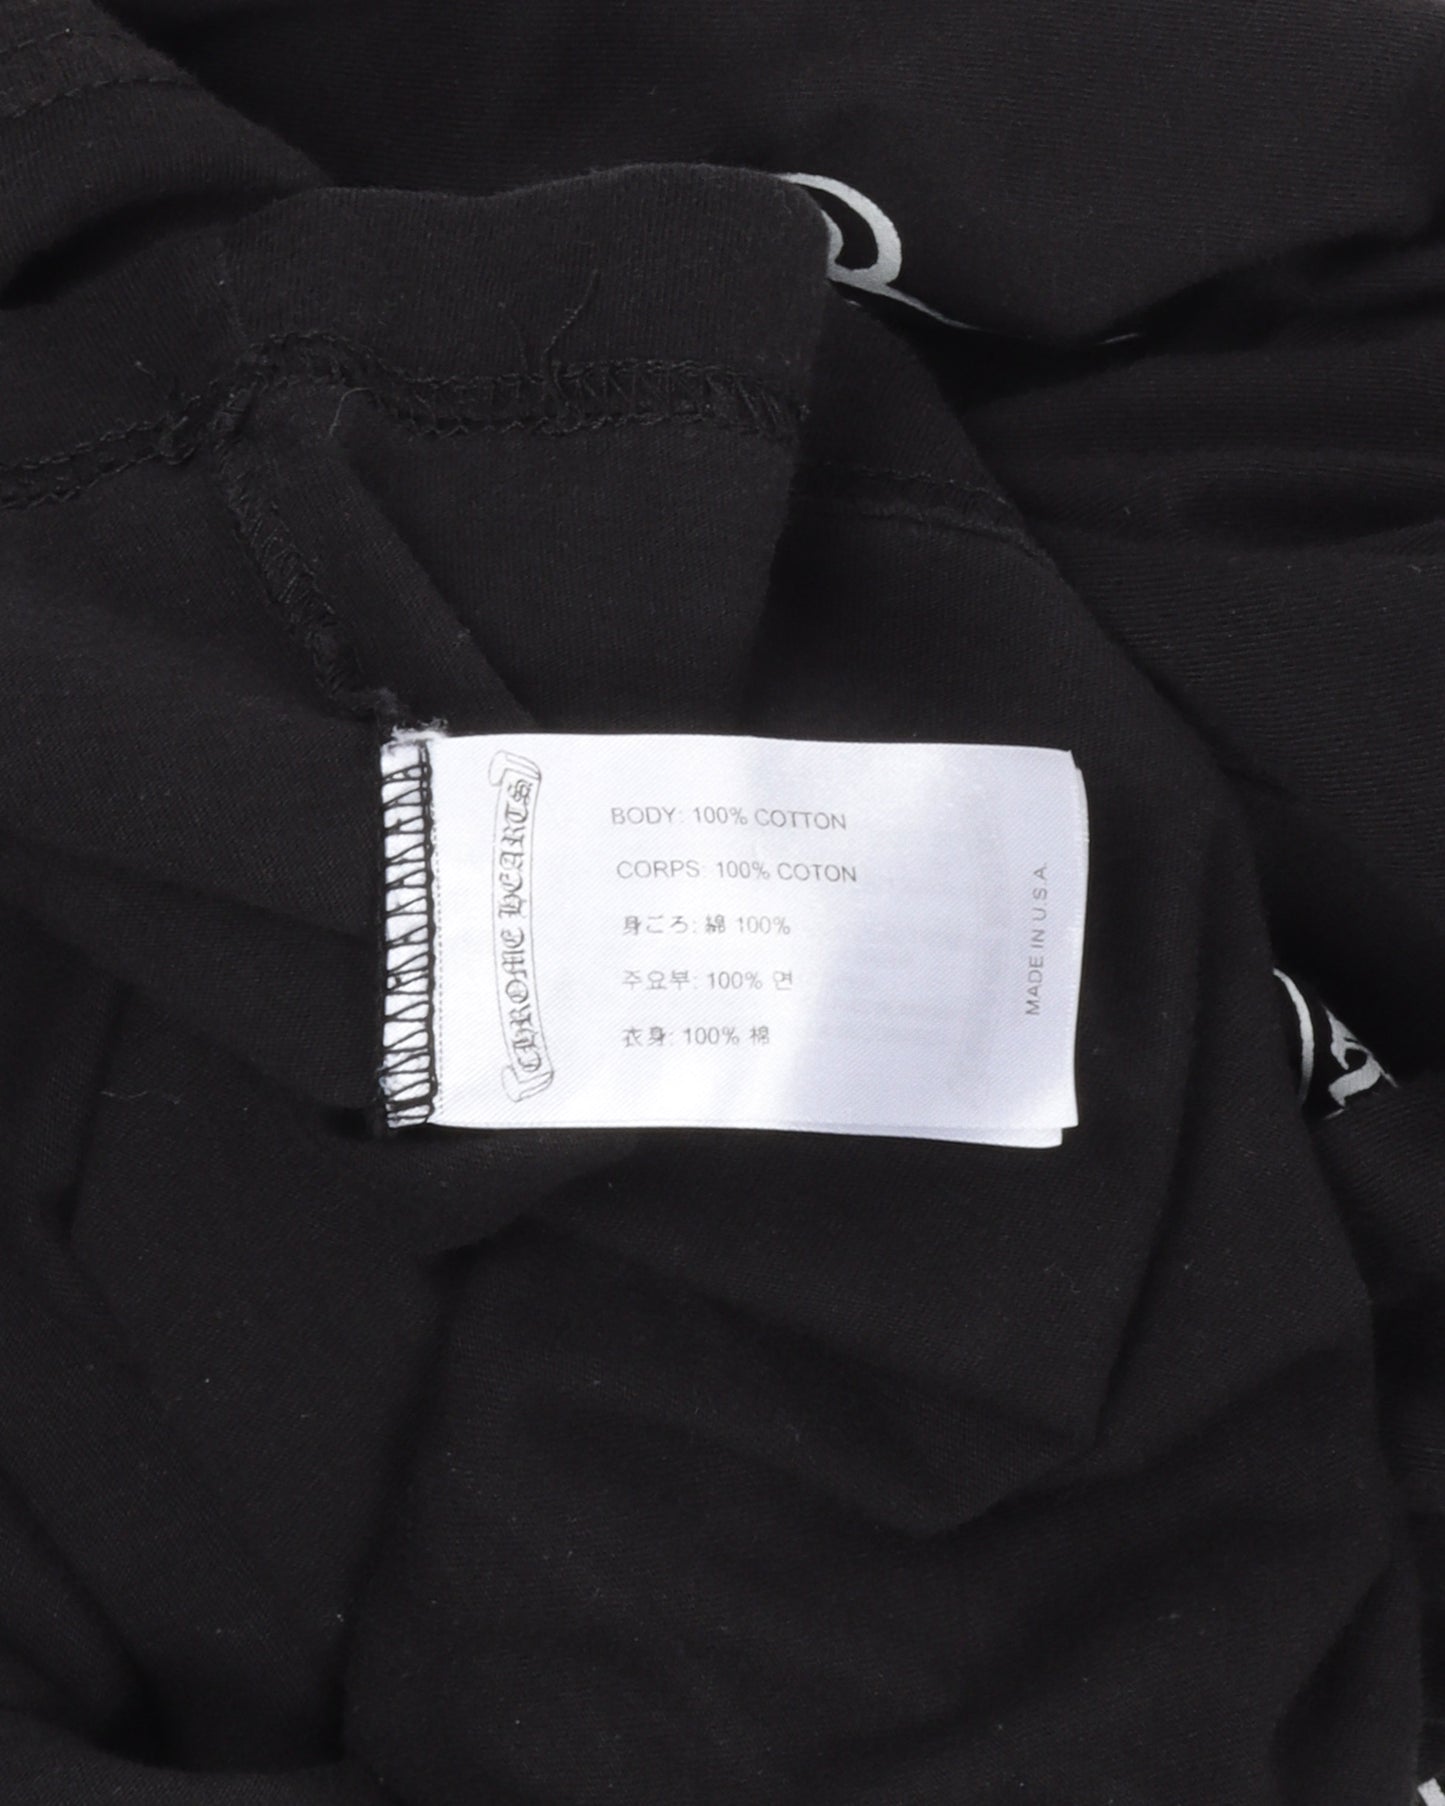 CHROME HEARTS
BODY: 100% COTTON
CORPS: 100% COTON
身ごろ: 綿 100%
주요부: 100% 면
衣身: 100% 棉
MADE IN U.S.A.